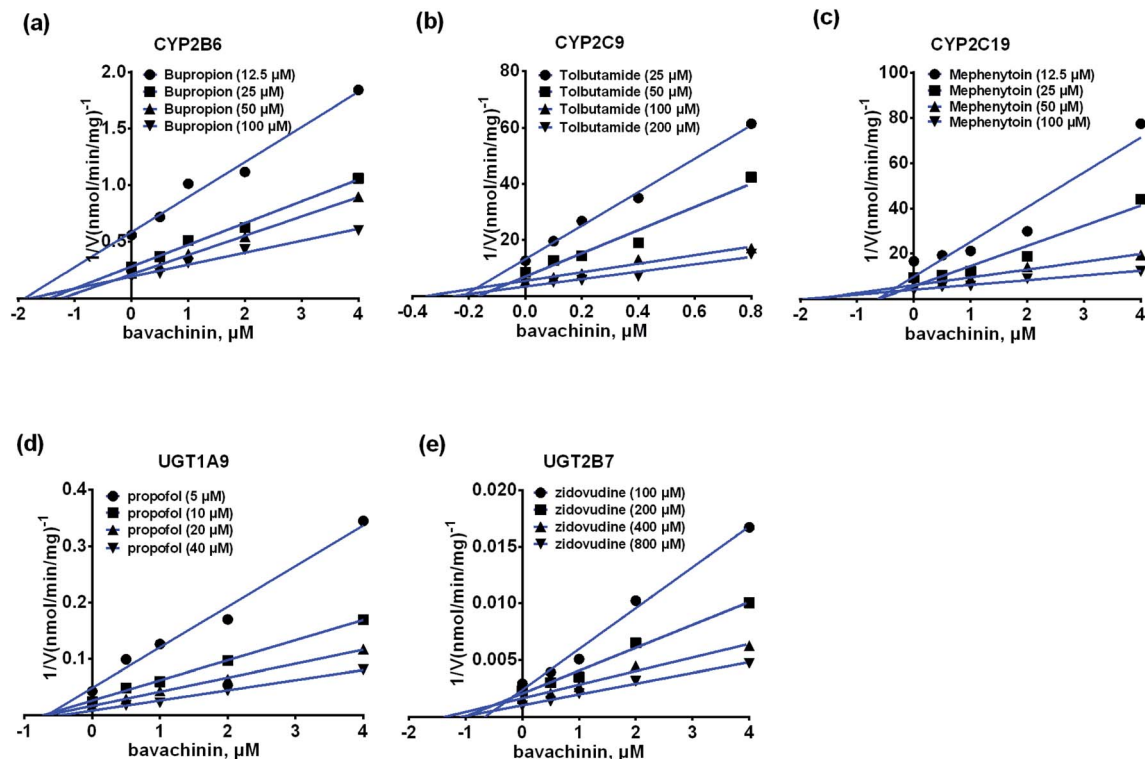 (a)
CYP2B6
Bupropion (12.5 μM)
Bupropion (25 μM)
Bupropion (50 μM)
Bupropion (100 μM)
1/V(nmol/min/mg)⁻¹
2.0
1.5
1.0
0.5
-2 -1 0 1 2 3 4
bavachinin, μM
(b)
CYP2C9
Tolbutamide (25 μM)
Tolbutamide (50 μM)
Tolbutamide (100 μM)
Tolbutamide (200 μM)
1/V(nmol/min/mg)⁻¹
80
60
40
20
-0.4 -0.2 0.0 0.2 0.4 0.6 0.8
bavachinin, μM
(c)
CYP2C19
Mephenytoin (12.5 μM)
Mephenytoin (25 μM)
Mephenytoin (50 μM)
Mephenytoin (100 μM)
1/V(nmol/min/mg)⁻¹
100
80
60
40
20
-2 -1 0 1 2 3 4
bavachinin, μM
(d)
UGT1A9
propofol (5 μM)
propofol (10 μM)
propofol (20 μM)
propofol (40 μM)
1/V(nmol/min/mg)⁻¹
0.4
0.3
0.2
0.1
-1 0 1 2 3 4
bavachinin, μM
(e)
UGT2B7
zidovudine (100 μM)
zidovudine (200 μM)
zidovudine (400 μM)
zidovudine (800 μM)
1/V(nmol/min/mg)⁻¹
0.020
0.015
0.010
0.005
-2 -1 0 1 2 3 4
bavachinin, μM